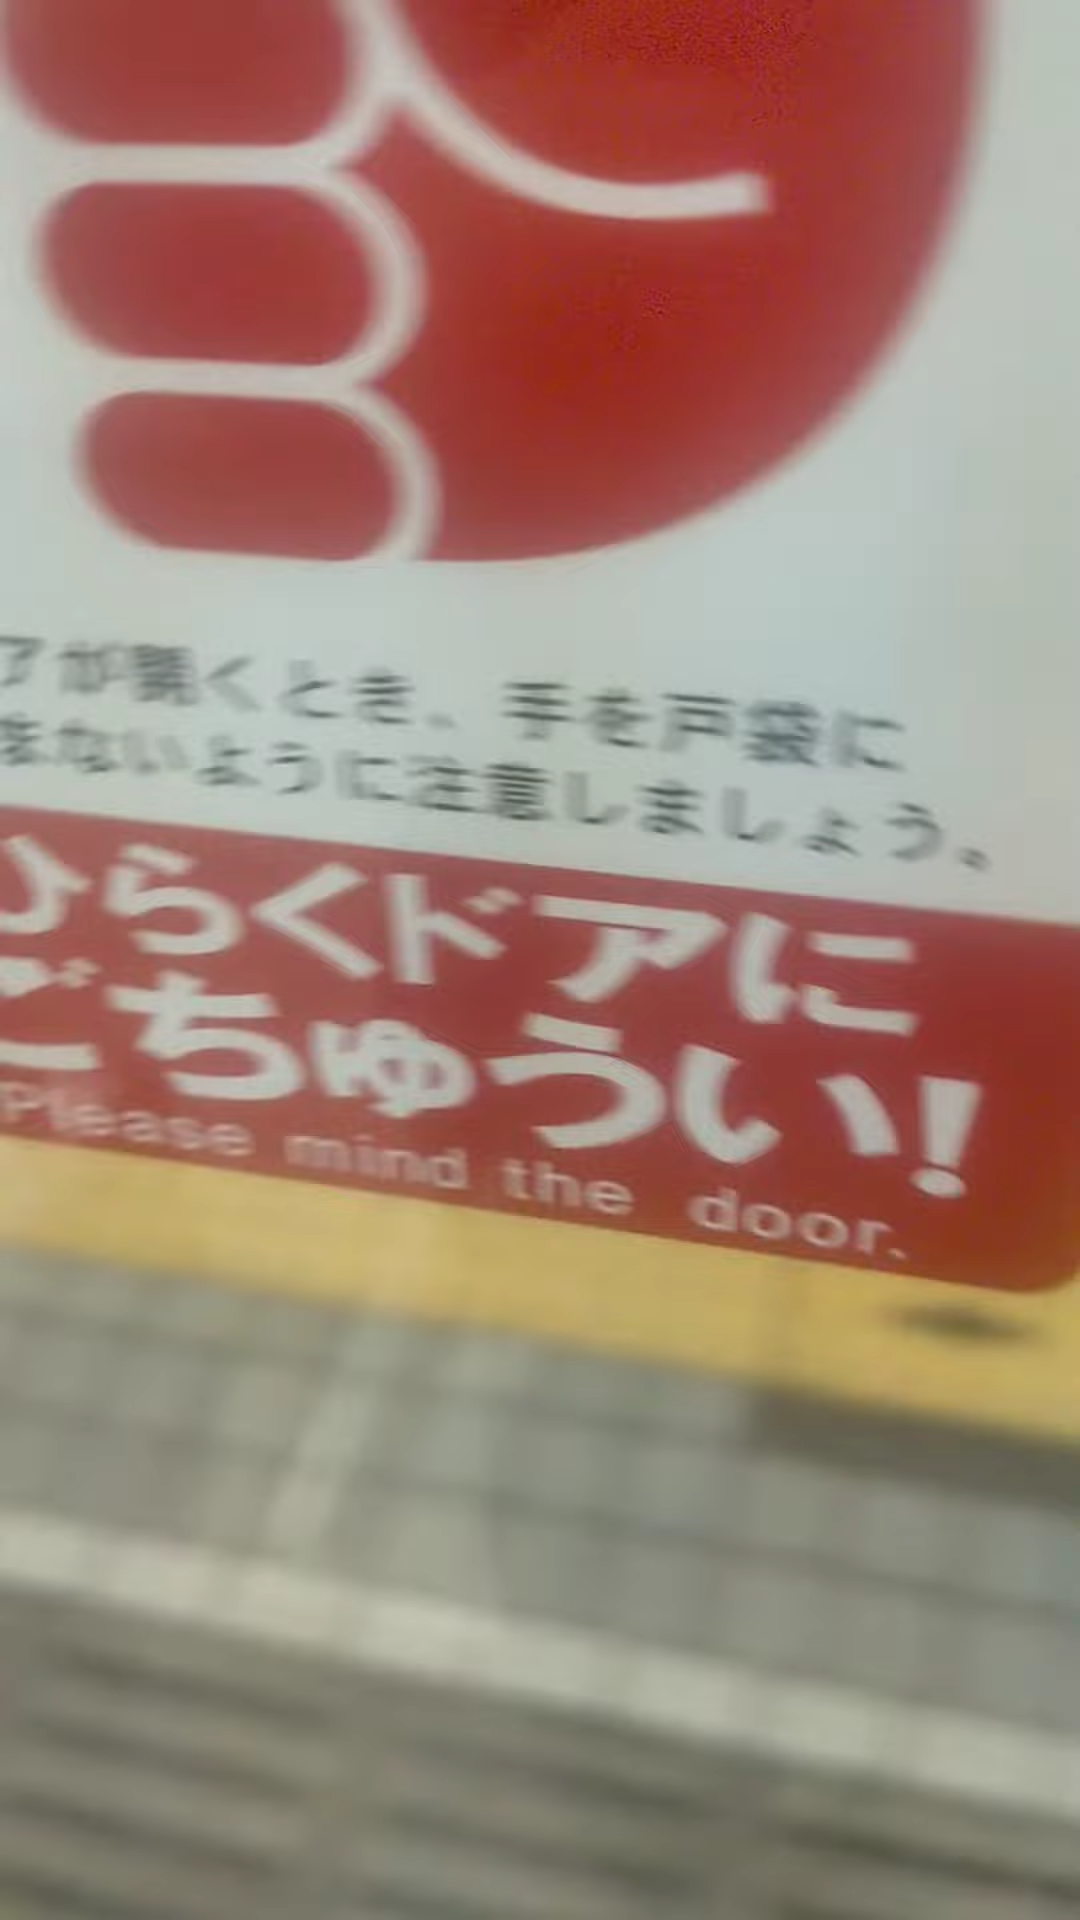 アが開くとき、手を戸袋に
まないように注意しましょう。
ひらくドアに
ごちゅうい!
Please mind the door.